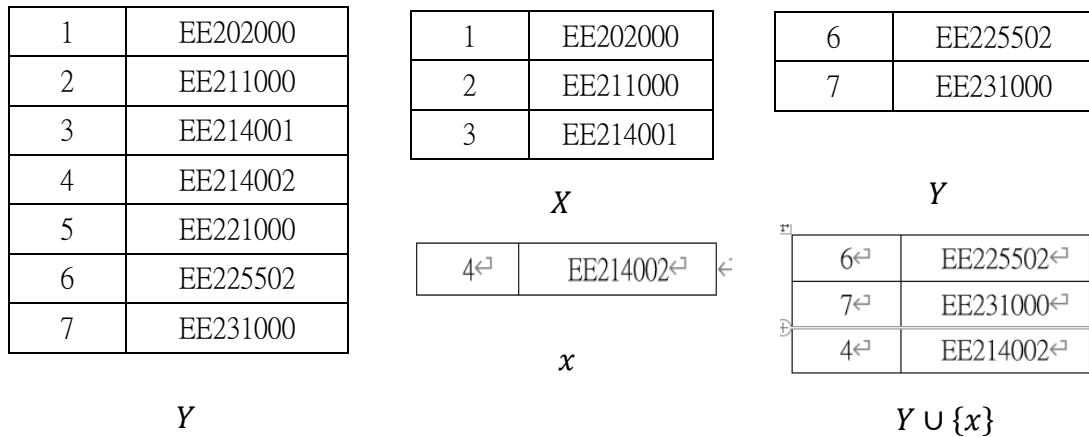 1 EE202000
2 EE211000
3 EE214001
4 EE214002
5 EE221000
6 EE225502
7 EE231000
Y
1 EE202000
2 EE211000
3 EE214001
X
4↵ EE214002↵ ↵
x
6 EE225502
7 EE231000
Y
6↵ EE225502↵
7↵ EE231000↵
4↵ EE214002↵
Y ∪ {x}